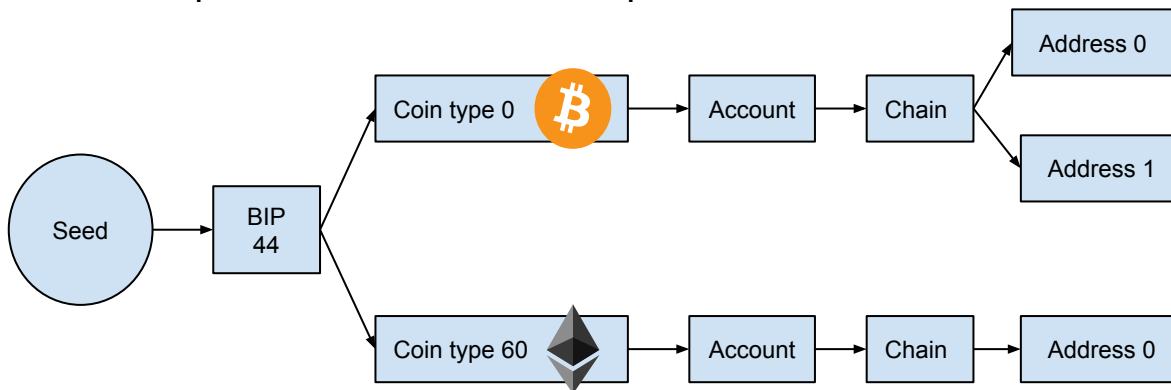 Seed
BIP
44
Coin type 0
Account
Chain
Address 0
Address 1
Coin type 60
Account
Chain
Address 0